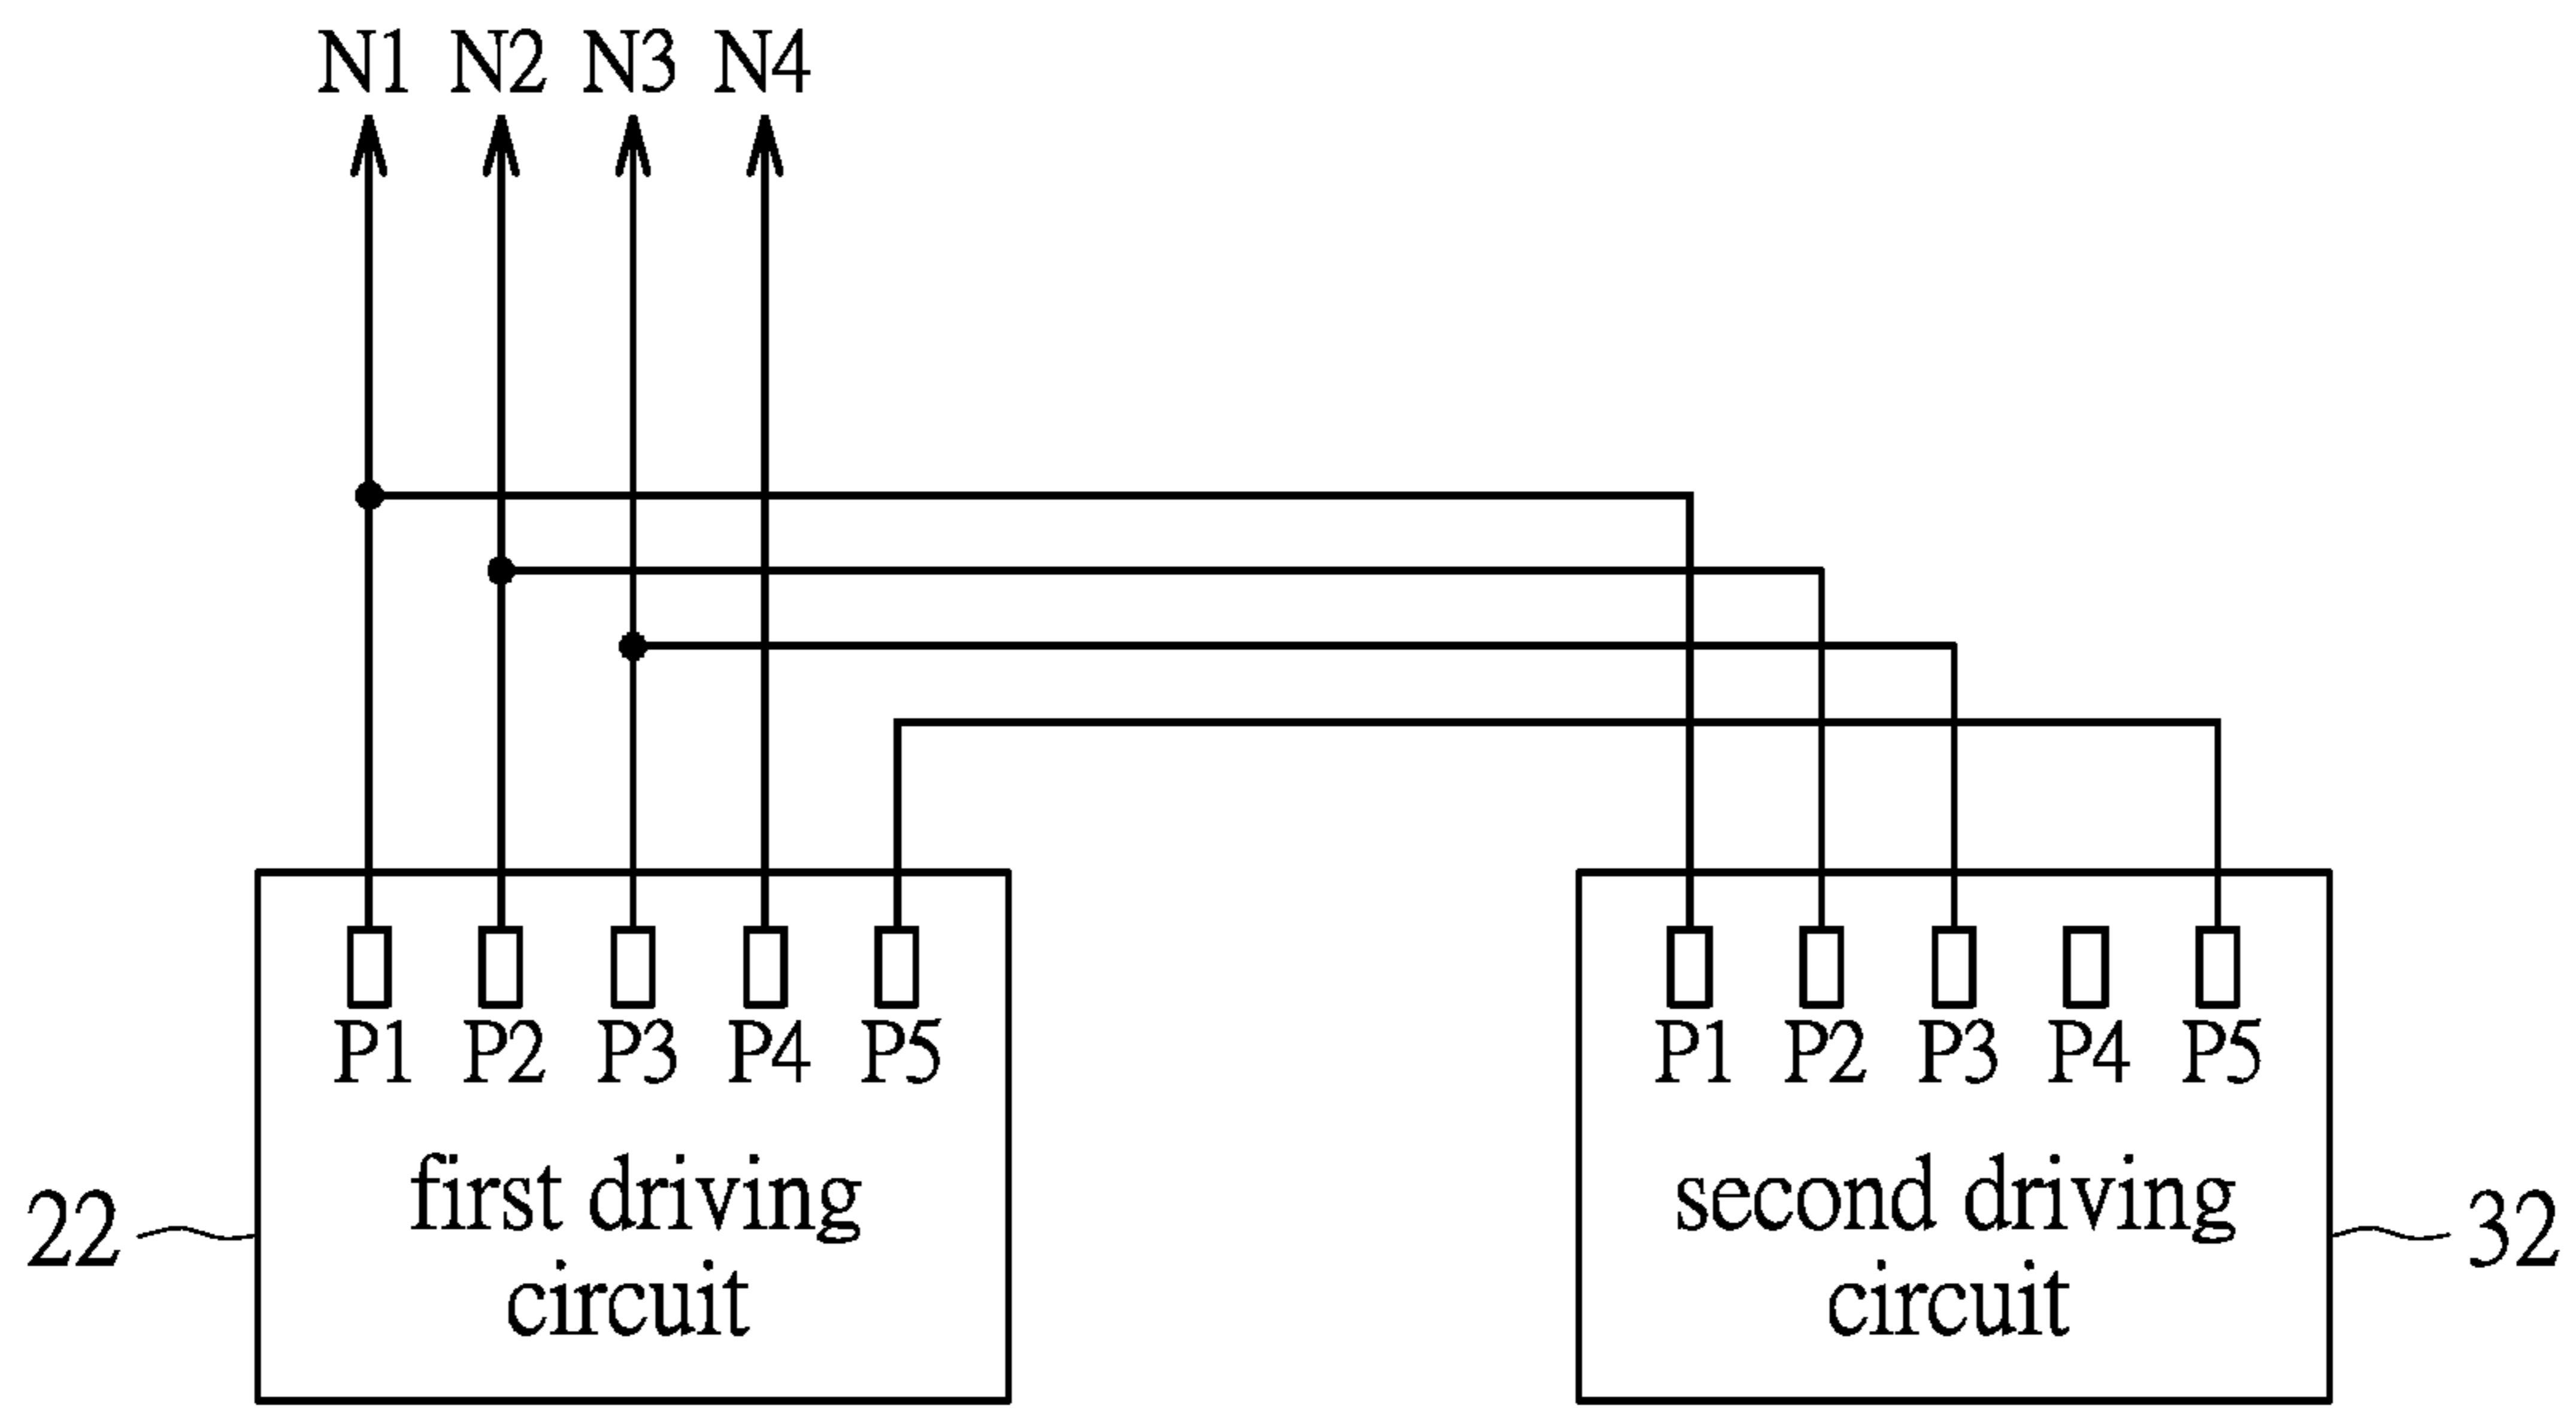 N1 N2 N3 N4
P1 P2 P3 P4 P5
P1 P2 P3 P4 P5
first driving
circuit
second driving
circuit
22
32